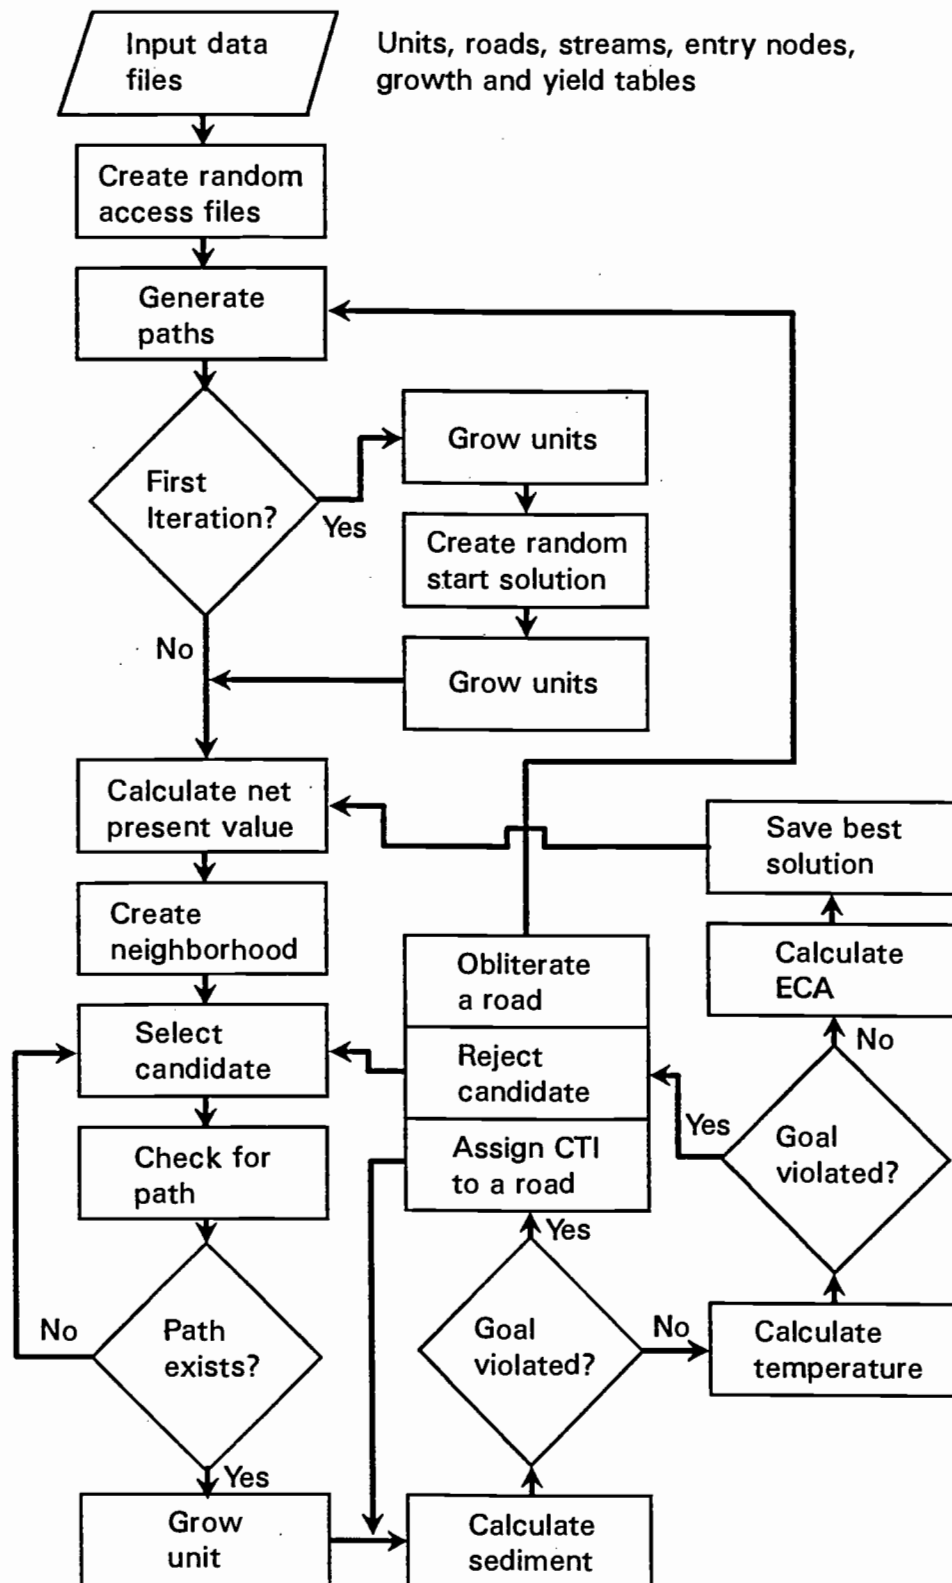 Input data
files
Units, roads, streams, entry nodes,
growth and yield tables
Create random
access files
Generate
paths
First
Iteration?
Yes
No
Grow units
Create random
start solution
Grow units
Calculate net
present value
Create
neighborhood
Select
candidate
Check for
path
Path
exists?
No
Yes
Grow
unit
Calculate
sediment
Goal
violated?
Yes
No
Obliterate
a road
Reject
candidate
Assign CTI
to a road
Calculate
temperature
Goal
violated?
Yes
No
Calculate
ECA
Save best
solution